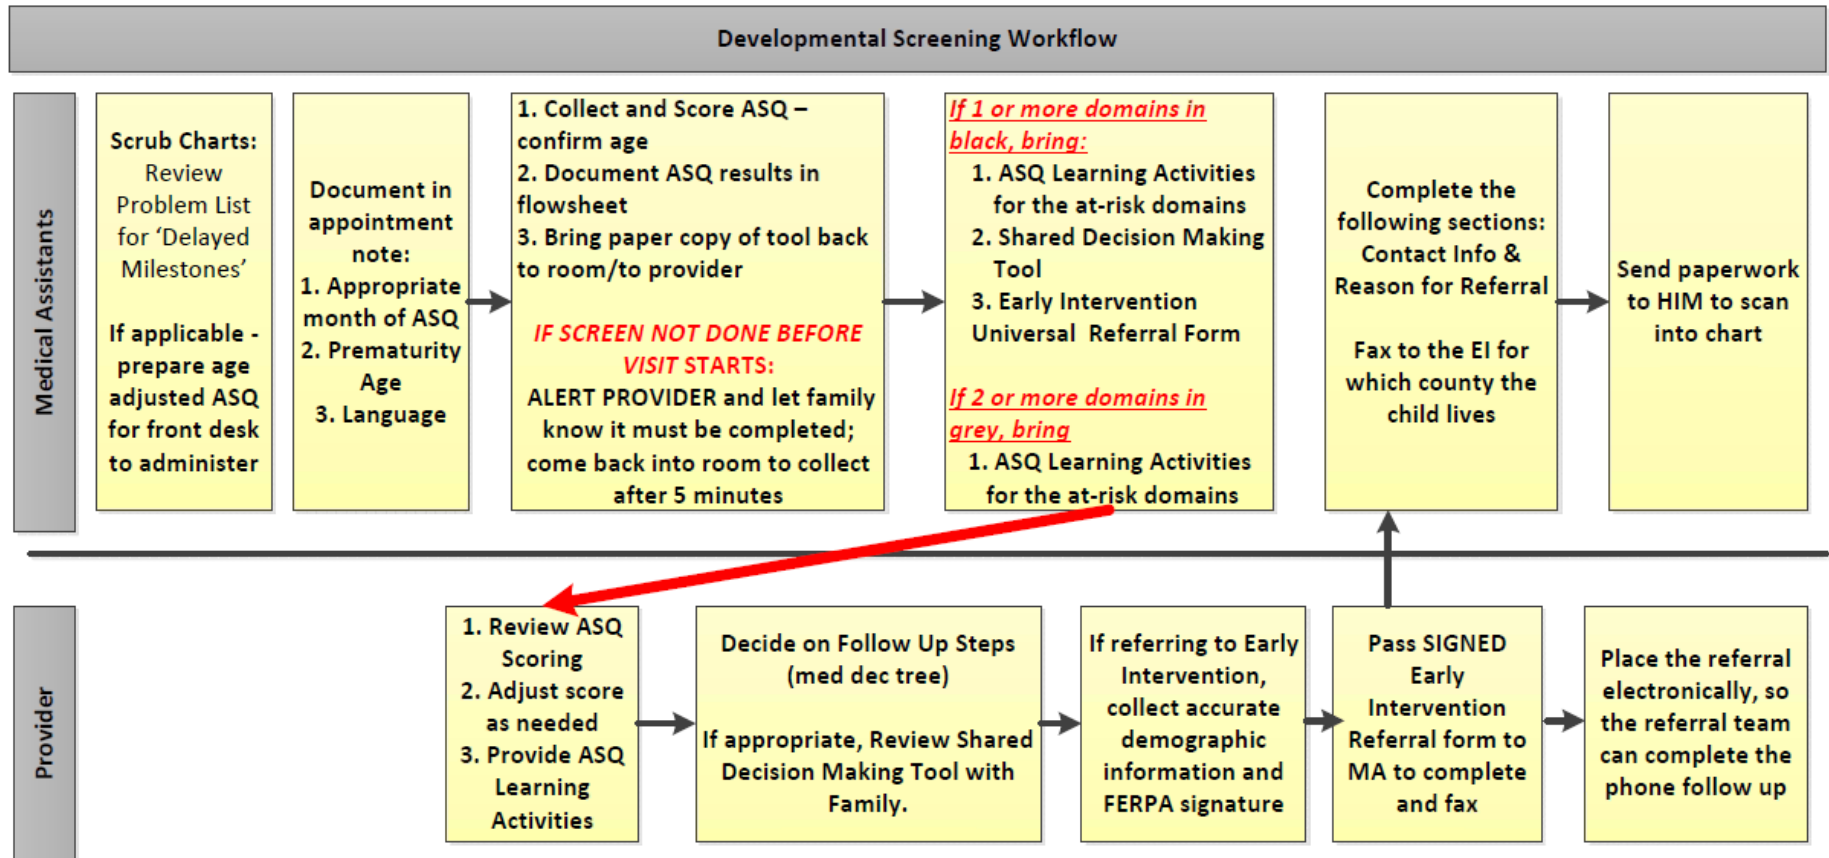 Developmental Screening Workflow
Medical Assistants
Scrub Charts:
Review
Problem List
for ‘Delayed
Milestones’
If applicable -
prepare age
adjusted ASQ
for front desk
to administer
Document in
appointment
note:
1. Appropriate
month of ASQ
2. Prematurity
Age
3. Language
1. Collect and Score ASQ –
confirm age
2. Document ASQ results in
flowsheet
3. Bring paper copy of tool back
to room/to provider
IF SCREEN NOT DONE BEFORE
VISIT STARTS:
ALERT PROVIDER and let family
know it must be completed;
come back into room to collect
after 5 minutes
If 1 or more domains in
black, bring:
1. ASQ Learning Activities
for the at-risk domains
2. Shared Decision Making
Tool
3. Early Intervention
Universal Referral Form
If 2 or more domains in
grey, bring
1. ASQ Learning Activities
for the at-risk domains
Complete the
following sections:
Contact Info &
Reason for Referral
Fax to the EI for
which county the
child lives
Send paperwork
to HIM to scan
into chart
Provider
1. Review ASQ
Scoring
2. Adjust score
as needed
3. Provide ASQ
Learning
Activities
Decide on Follow Up Steps
(med dec tree)
If appropriate, Review Shared
Decision Making Tool with
Family.
If referring to Early
Intervention,
collect accurate
demographic
information and
FERPA signature
Pass SIGNED
Early
Intervention
Referral form to
MA to complete
and fax
Place the referral
electronically, so
the referral team
can complete the
phone follow up